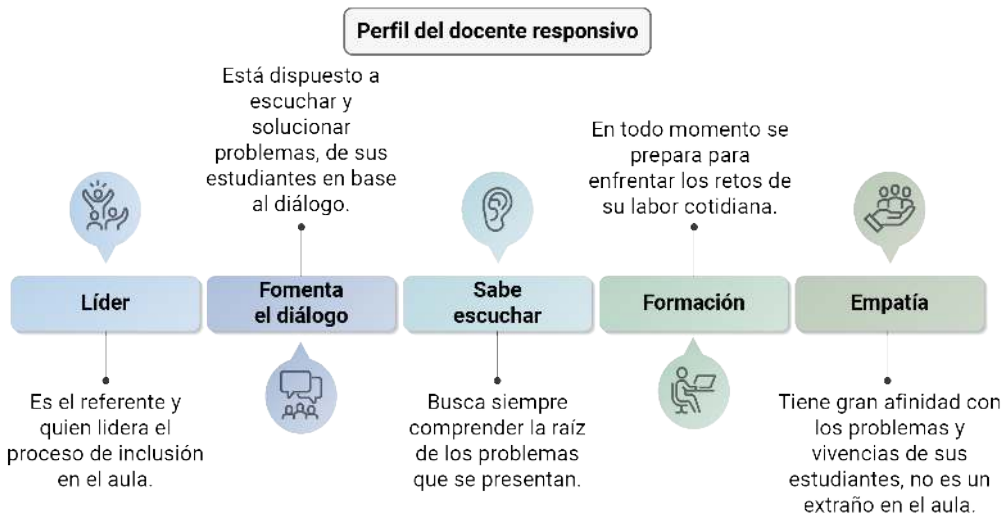 Perfil del docente responsivo
Está dispuesto a
escuchar y
solucionar
problemas, de sus
estudiantes en base
al diálogo.
En todo momento se
prepara para
enfrentar los retos de
su labor cotidiana.
Líder
Fomenta
el diálogo
Sabe
escuchar
Formación
Empatía
Es el referente y
quien lidera el
proceso de inclusión
en el aula.
Busca siempre
comprender la raíz
de los problemas
que se presentan.
Tiene gran afinidad con
los problemas y
vivencias de sus
estudiantes, no es un
extraño en el aula.